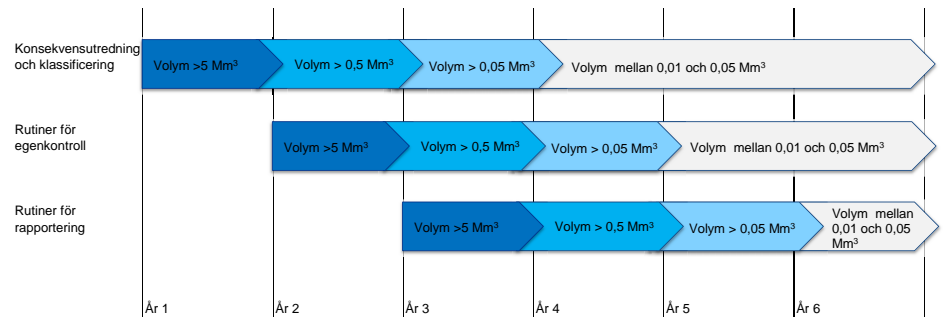 Konsekvensutredning
och klassificering
Volym >5 Mm³
Volym > 0,5 Mm³
Volym > 0,05 Mm³
Volym mellan 0,01 och 0,05 Mm³
Rutiner för
egenkontroll
Volym >5 Mm³
Volym > 0,5 Mm³
Volym > 0,05 Mm³
Volym mellan 0,01 och 0,05 Mm³
Rutiner för
rapportering
Volym >5 Mm³
Volym > 0,5 Mm³
Volym > 0,05 Mm³
Volym mellan
0,01 och 0,05
Mm³
År 1
År 2
År 3
År 4
År 5
År 6